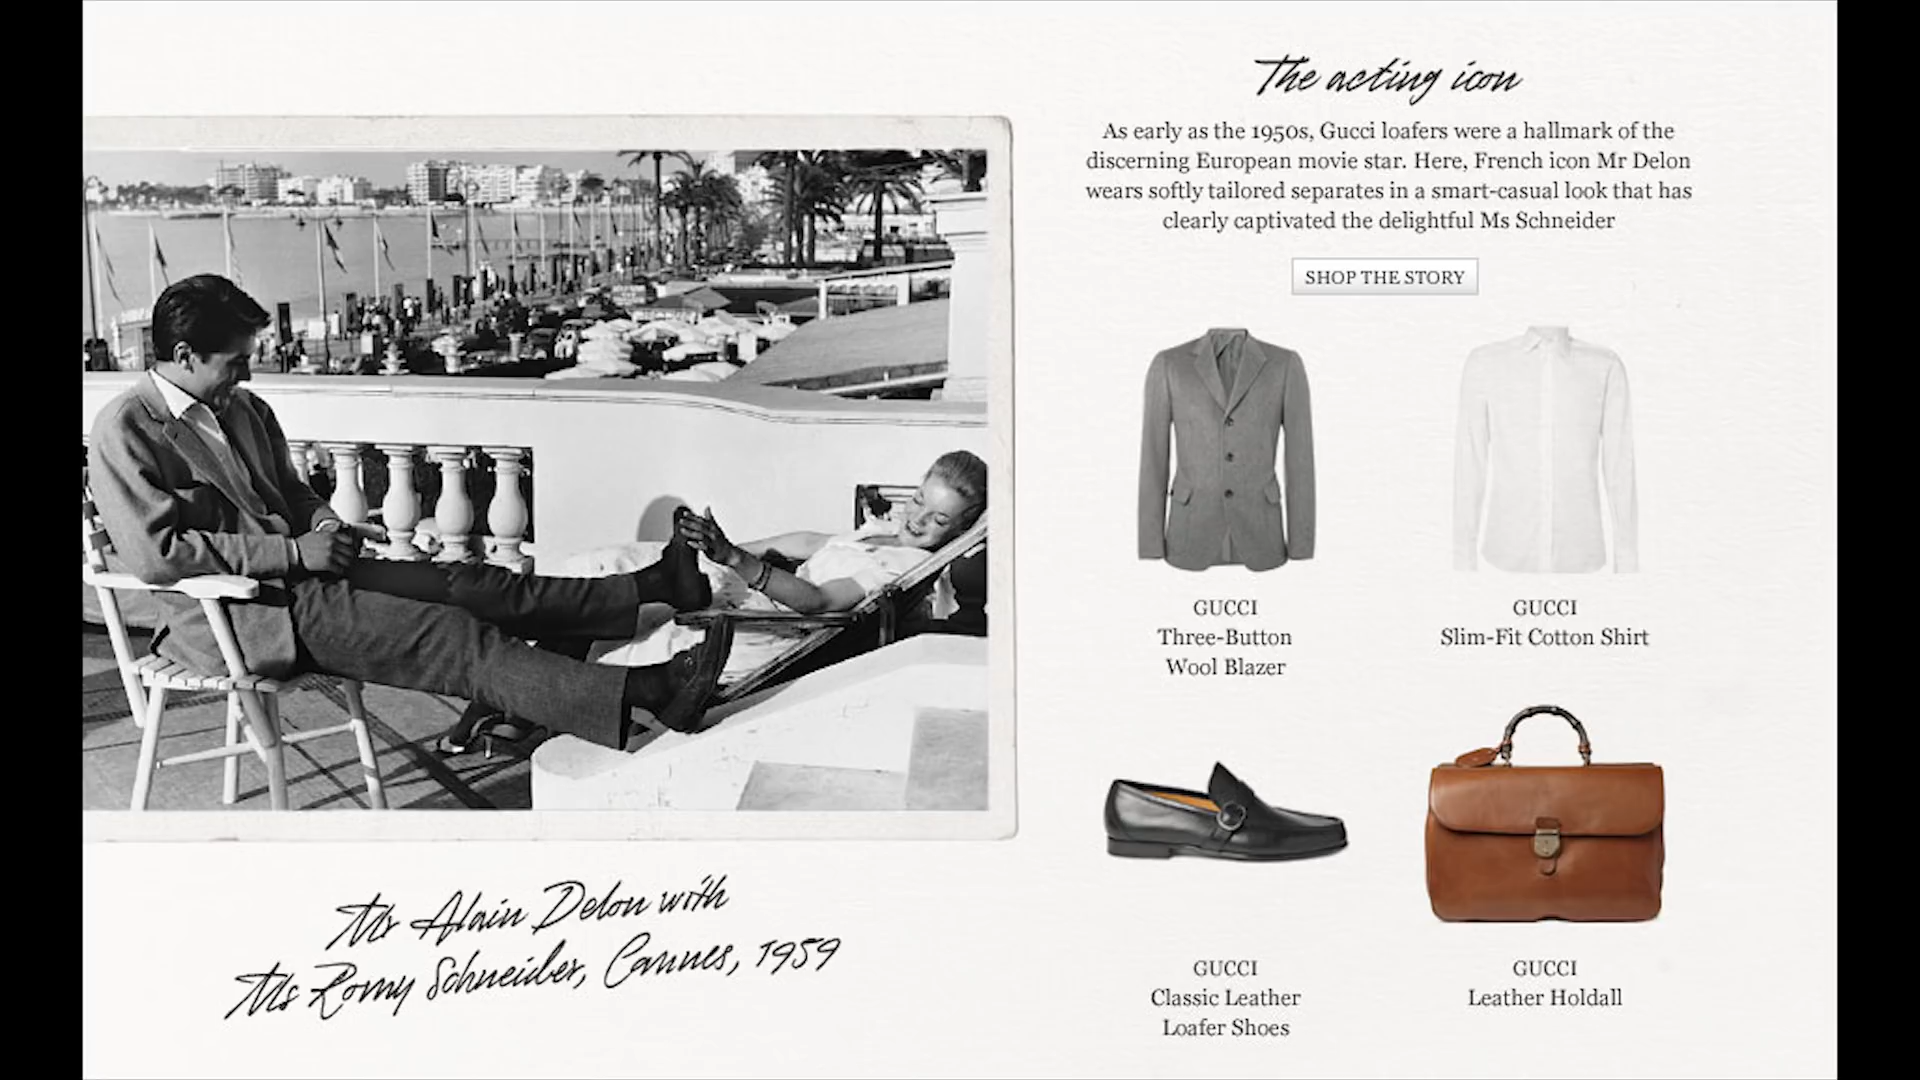 The acting icon
As early as the 1950s, Gucci loafers were a hallmark of the
discerning European movie star. Here, French icon Mr Delon
wears softly tailored separates in a smart-casual look that has
clearly captivated the delightful Ms Schneider
SHOP THE STORY
GUCCI
Three-Button
Wool Blazer
GUCCI
Slim-Fit Cotton Shirt
GUCCI
Classic Leather
Loafer Shoes
GUCCI
Leather Holdall
Mr Alain Delon with
Ms Romy Schneider, Cannes, 1959